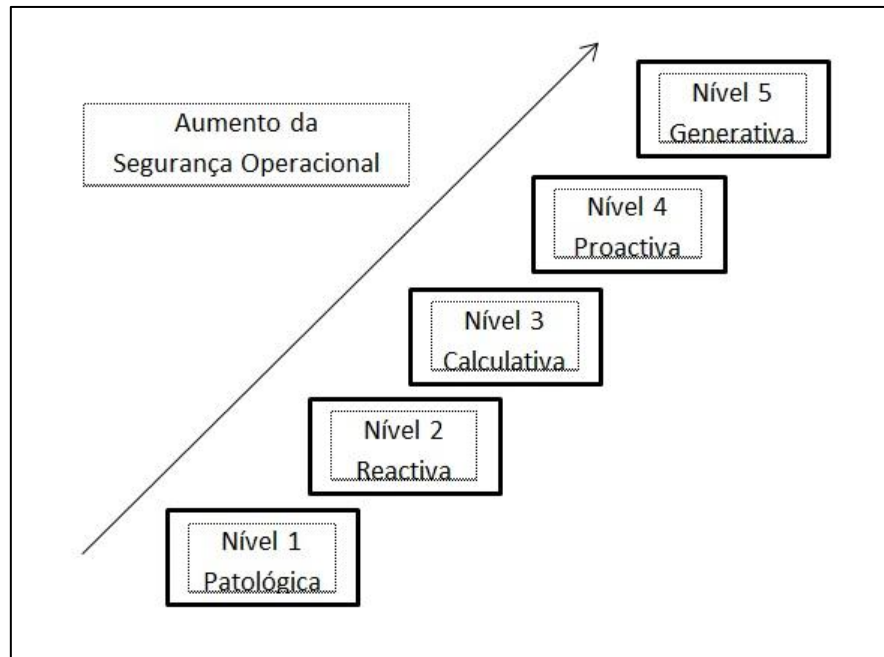 Aumento da
Segurança Operacional
Nível 5
Generativa
Nível 4
Proactiva
Nível 3
Calculativa
Nível 2
Reactiva
Nível 1
Patológica